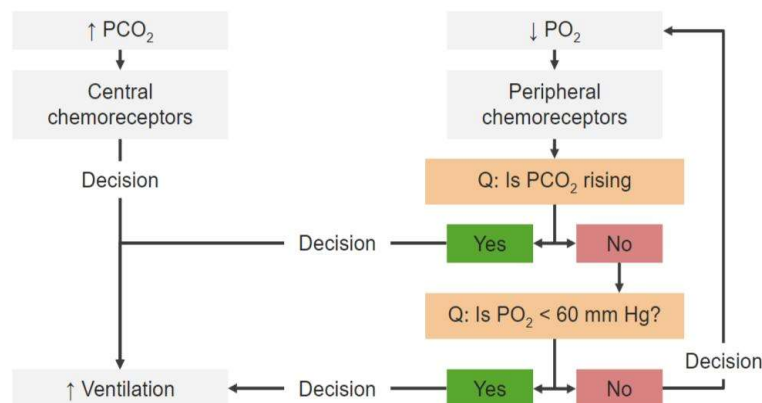 ↑ PCO₂
↓ PO₂
Central
chemoreceptors
Peripheral
chemoreceptors
Decision
Q: Is PCO₂ rising
Decision
Yes
No
Q: Is PO₂ < 60 mm Hg?
Decision
↑ Ventilation
Decision
Yes
No